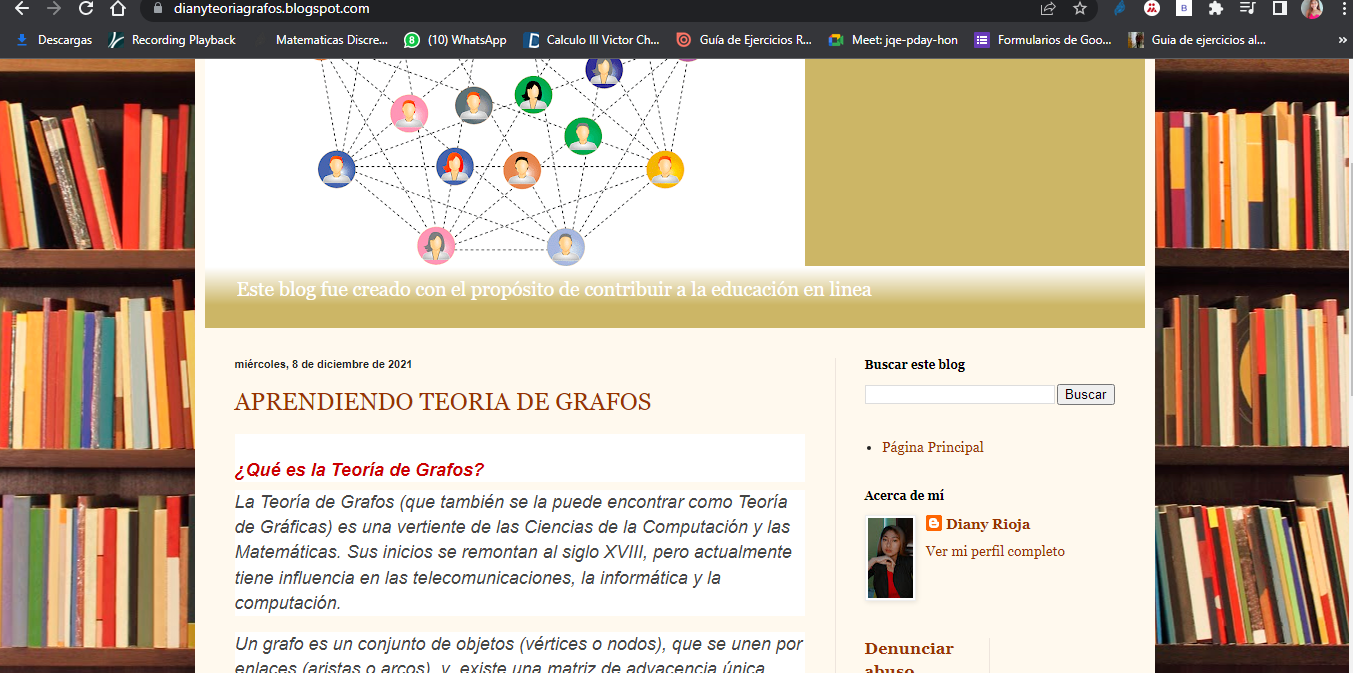 dianyteoriagrafos.blogspot.com
Descargas
Recording Playback
Matematicas Discre...
8
(10) WhatsApp
Calculo III Victor Ch...
Guía de Ejercicios R...
Meet: jqe-pday-hon
Formularios de Goo...
Guia de ejercicios al...
»
Este blog fue creado con el propósito de contribuir a la educación en linea
miércoles, 8 de diciembre de 2021
APRENDIENDO TEORIA DE GRAFOS
¿Qué es la Teoría de Grafos?
La Teoría de Grafos (que también se la puede encontrar como Teoría
de Gráficas) es una vertiente de las Ciencias de la Computación y las
Matemáticas. Sus inicios se remontan al siglo XVIII, pero actualmente
tiene influencia en las telecomunicaciones, la informática y la
computación.
Un grafo es un conjunto de objetos (vértices o nodos), que se unen por
enlaces (aristas o arcos), y existe una matriz de adyacencia única
Buscar este blog
Buscar
Página Principal
Acerca de mí
Diany Rioja
Ver mi perfil completo
Denunciar
abuso